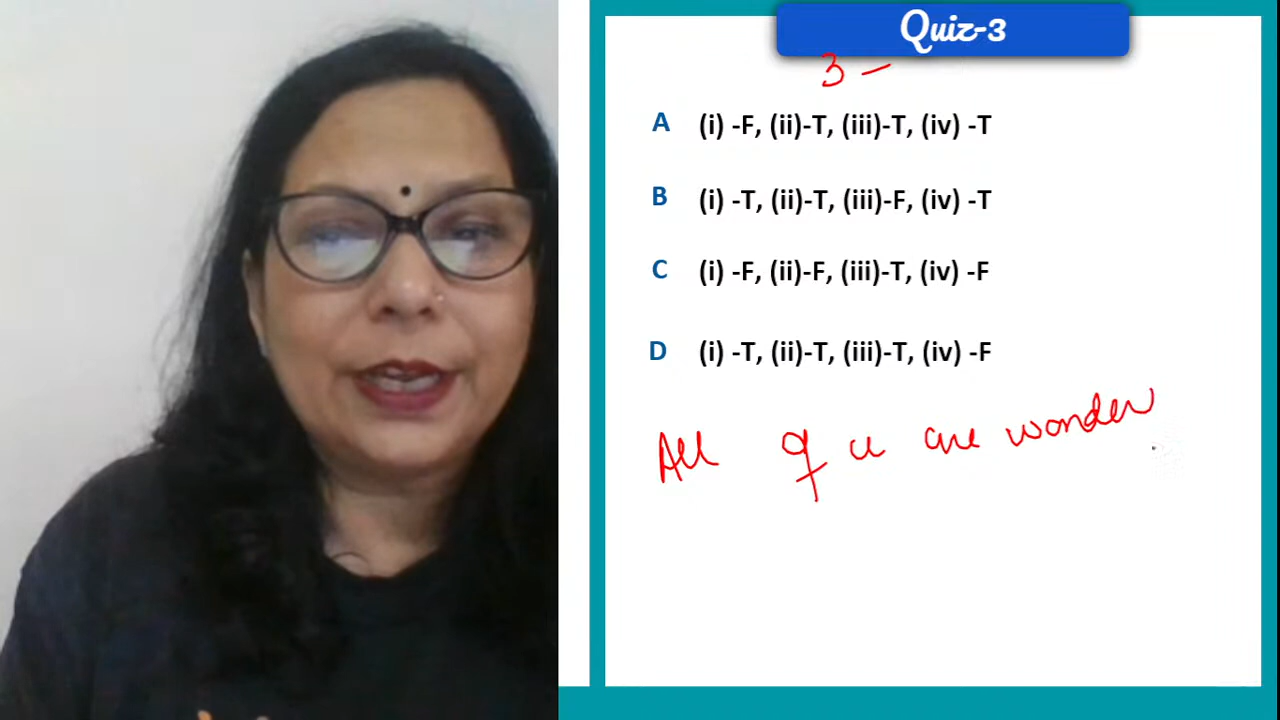 Quiz-3
3 -
A (i) -F, (ii)-T, (iii)-T, (iv) -T
B (i) -T, (ii)-T, (iii)-F, (iv) -T
C (i) -F, (ii)-F, (iii)-T, (iv) -F
D (i) -T, (ii)-T, (iii)-T, (iv) -F
All of u are wonder